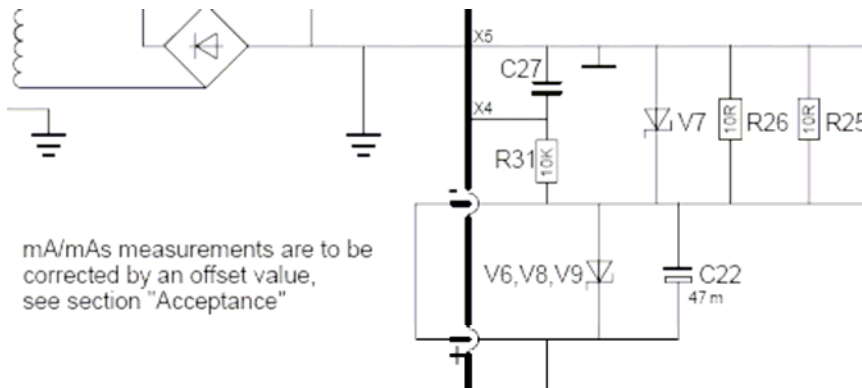 X5
C27
X4
V7
10R
R26
10R
R25
R31
10K
-
mA/mAs measurements are to be
corrected by an offset value,
see section "Acceptance"
V6,V8,V9
C22
47 m
+